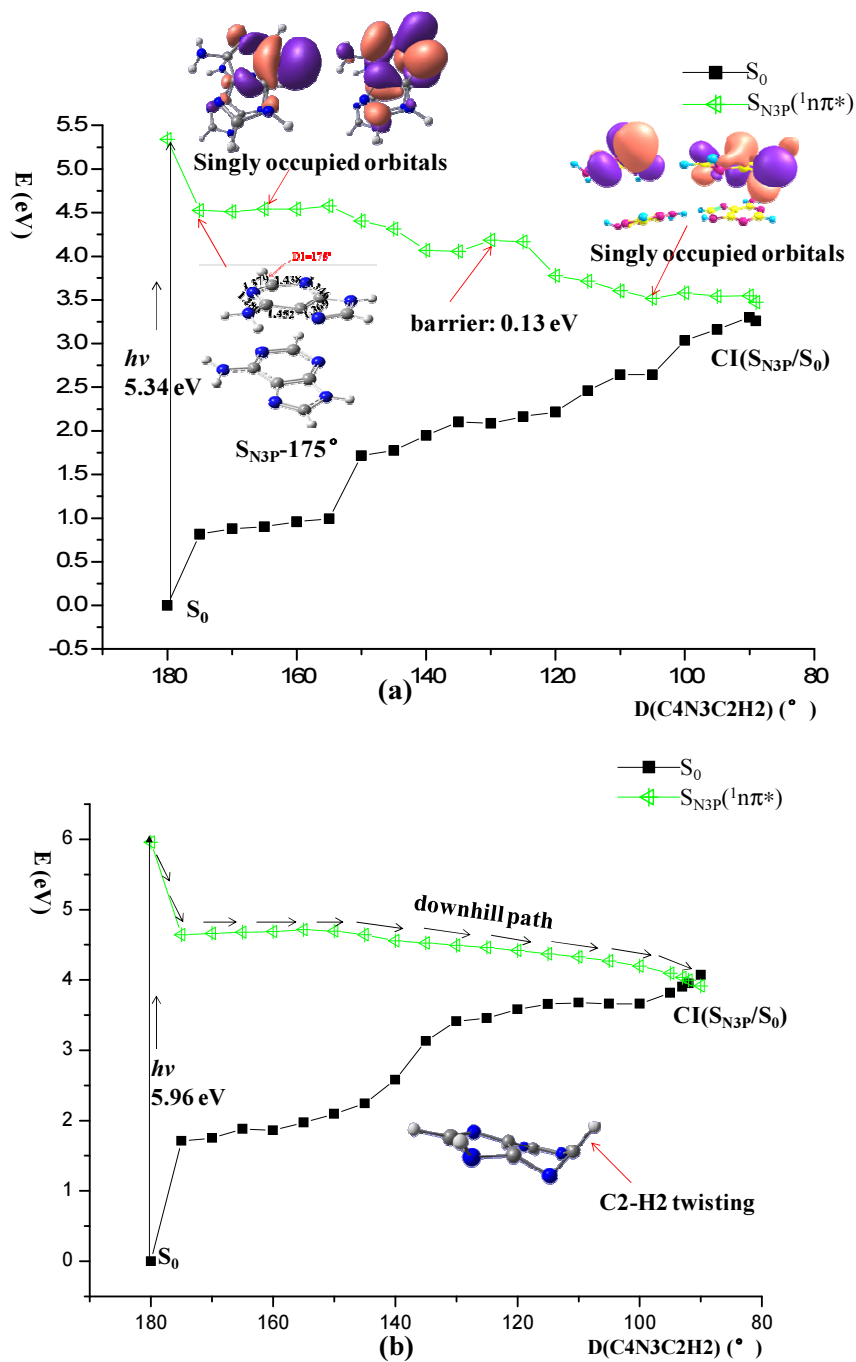 S0
SN3P(1nπ*)
E (eV)
5.5
5.0
4.5
4.0
3.5
3.0
2.5
2.0
1.5
1.0
0.5
0.0
-0.5
Singly occupied orbitals
Singly occupied orbitals
D1=175°
1.452
barrier: 0.13 eV
CI(SN3P/S0)
hν
5.34 eV
SN3P-175°
S0
180
160
140
120
100
80
(a)
D(C4N3C2H2) (°)
S0
SN3P(1nπ*)
E (eV)
6
5
4
3
2
1
0
downhill path
CI(SN3P/S0)
hν
5.96 eV
C2-H2 twisting
S0
180
160
140
120
100
80
(b)
D(C4N3C2H2) (°)